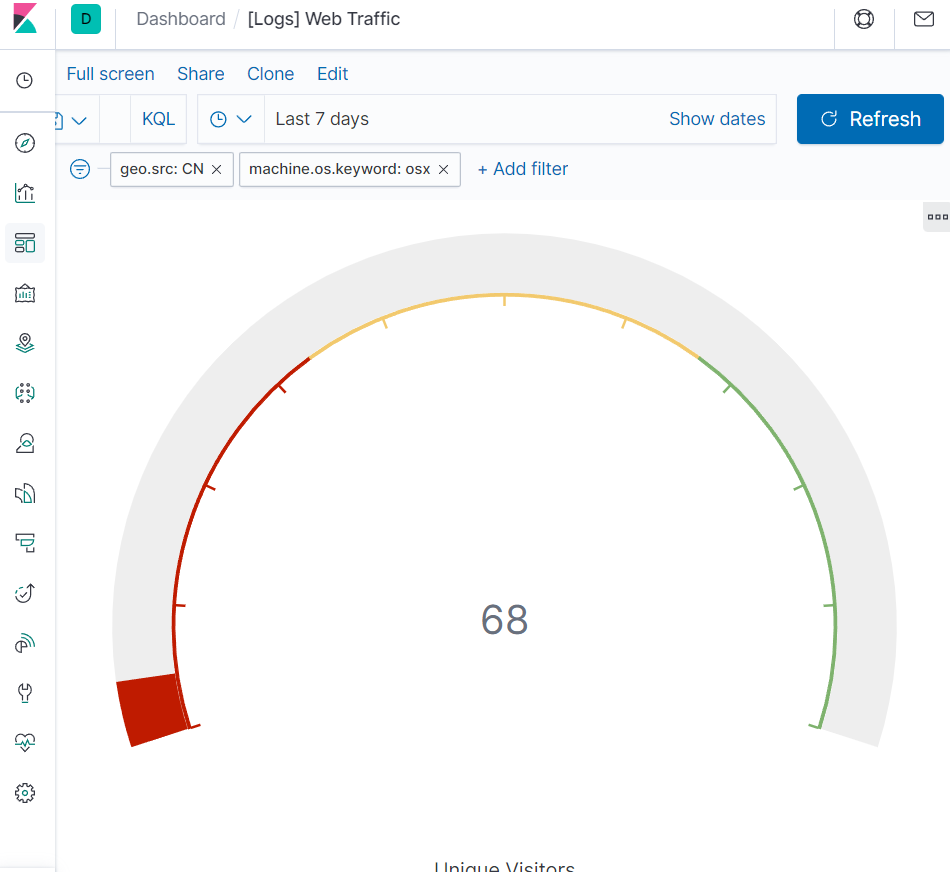 D Dashboard / [Logs] Web Traffic
Full screen Share Clone Edit
KQL Last 7 days Show dates Refresh
geo.src: CN × machine.os.keyword: osx × + Add filter
68
Unique Visitors